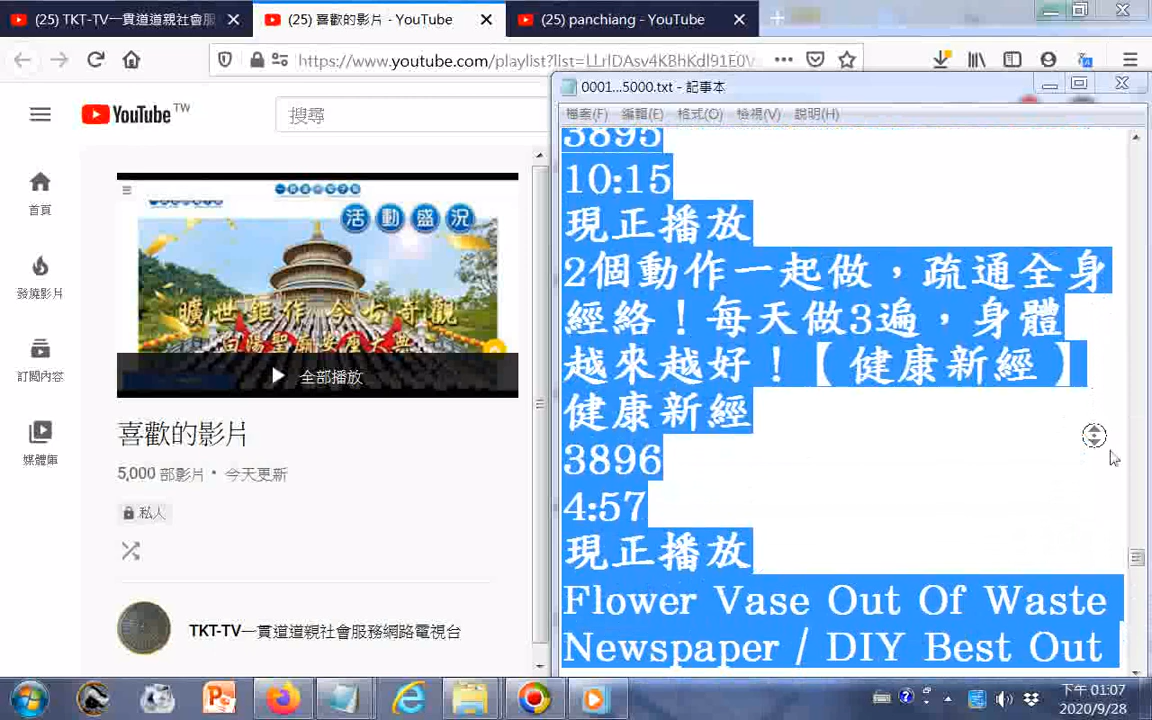 (25) TKT-TV一貫道道親社會服
(25) 喜歡的影片 - YouTube
(25) panchiang - YouTube
https://www.youtube.com/playlist?list=LLrlDAsv4KBhKdl91E0V
YouTube TW
搜尋
首頁
發燒影片
訂閱內容
媒體庫
活動盛況
曠世鉅作 今古奇觀
全部播放
喜歡的影片
5,000 部影片 • 今天更新
私人
TKT-TV一貫道道親社會服務網路電視台
0001...5000.txt - 記事本
檔案(F) 編輯(E) 格式(O) 檢視(V) 說明(H)
3895
10:15
現正播放
2個動作一起做，疏通全身
經絡！每天做3遍，身體
越來越好！【健康新經】
健康新經
3896
4:57
現正播放
Flower Vase Out Of Waste
Newspaper / DIY Best Out
下午 01:07
2020/9/28